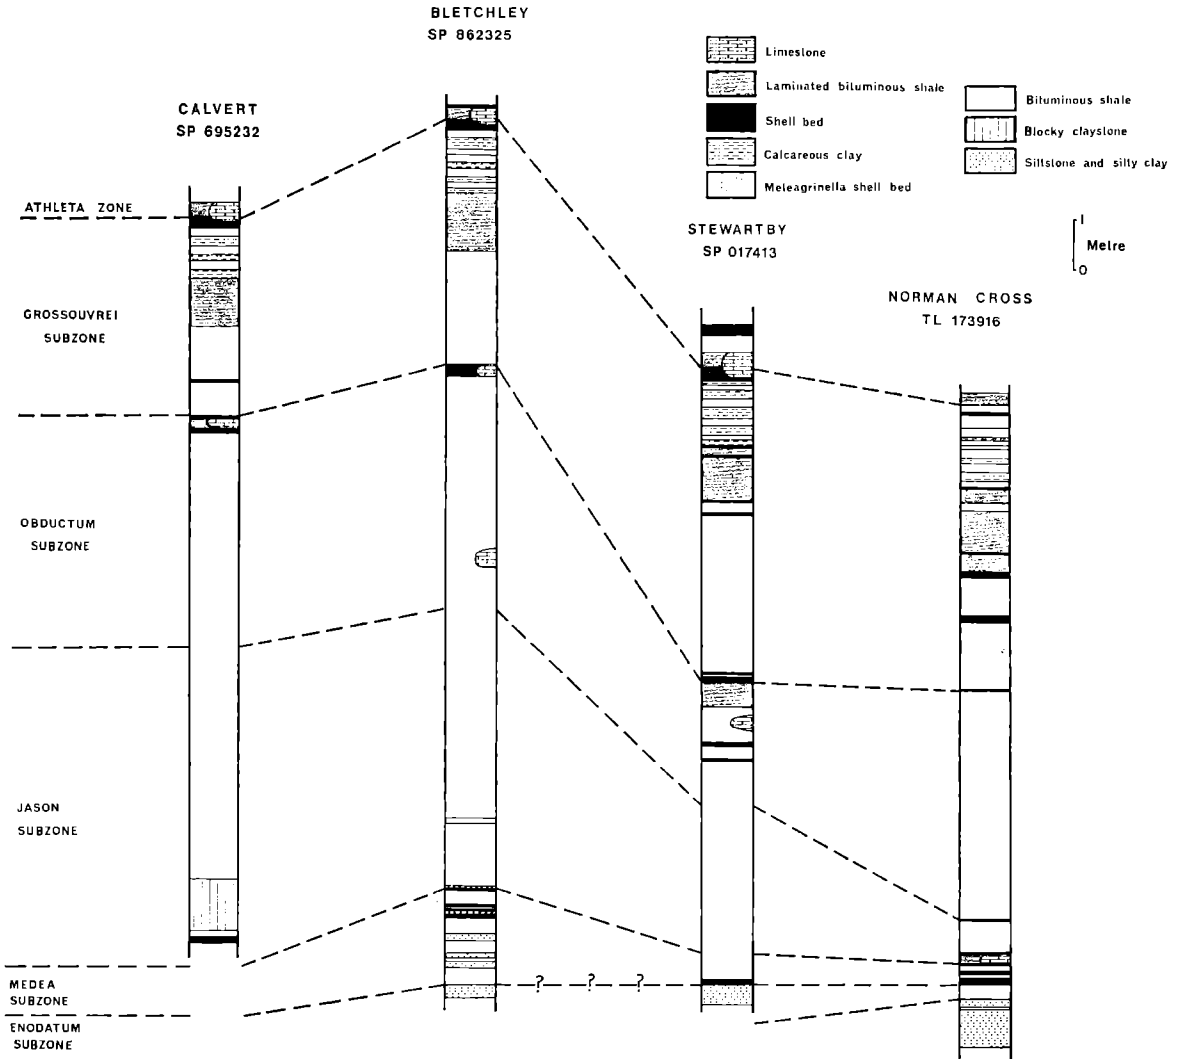 BLETCHLEY
SP 862325
CALVERT
SP 695232
Limestone
Laminated bituminous shale
Shell bed
Calcareous clay
Meleagrinella shell bed
Bituminous shale
Blocky claystone
Siltstone and silty clay
STEWARTBY
SP 017413
1
Metre
0
NORMAN CROSS
TL 173916
ATHLETA ZONE
GROSSOUVREI
SUBZONE
OBDUCTUM
SUBZONE
JASON
SUBZONE
MEDEA
SUBZONE
ENODATUM
SUBZONE
? ? ?